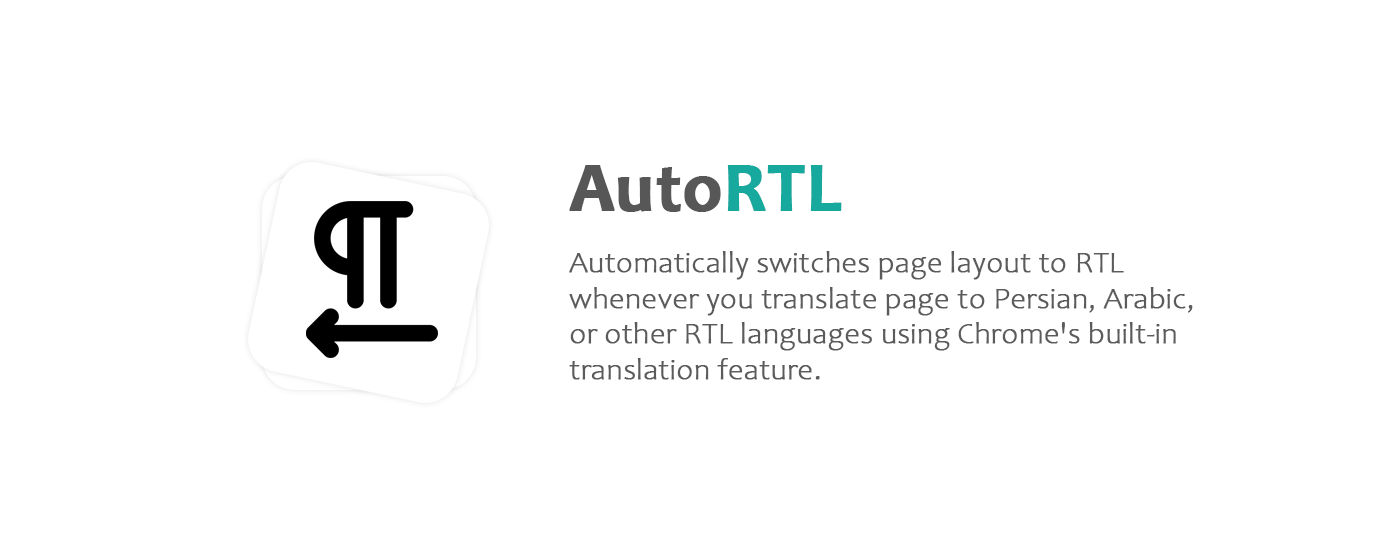 AutoRTL
Automatically switches page layout to RTL
whenever you translate page to Persian, Arabic,
or other RTL languages using Chrome's built-in
translation feature.